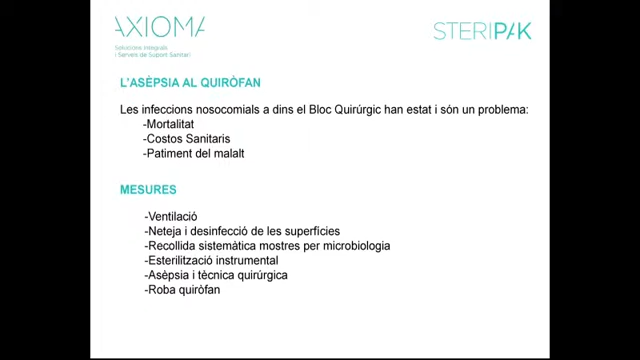 AXIOMA
Solucions Integrals
i Serveis de Suport Sanitari
STERIPAK
L'ASÈPSIA AL QUIRÒFAN
Les infeccions nosocomials a dins el Bloc Quirúrgic han estat i són un problema:
-Mortalitat
-Costos Sanitaris
-Patiment del malalt
MESURES
-Ventilació
-Neteja i desinfecció de les superfícies
-Recollida sistemàtica mostres per microbiologia
-Esterilització instrumental
-Asèpsia i tècnica quirúrgica
-Roba quiròfan